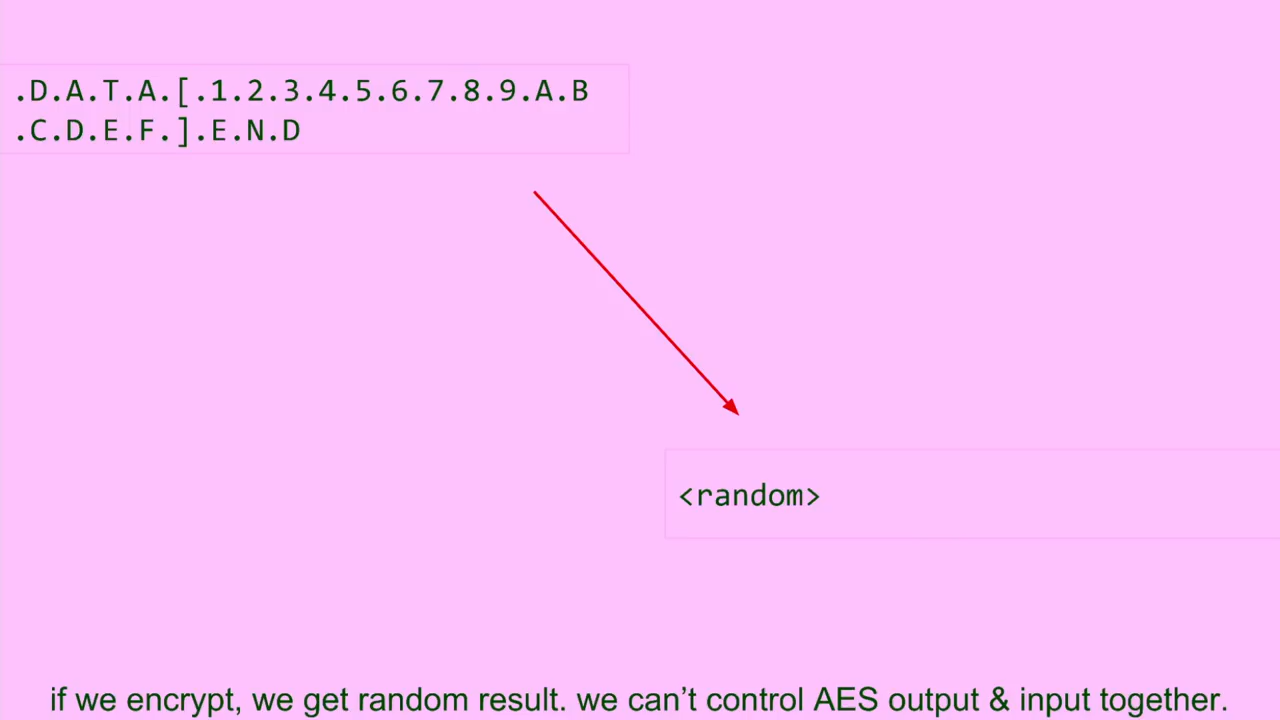 .D.A.T.A.[.1.2.3.4.5.6.7.8.9.A.B
.C.D.E.F.].E.N.D
<random>
if we encrypt, we get random result. we can’t control AES output & input together.